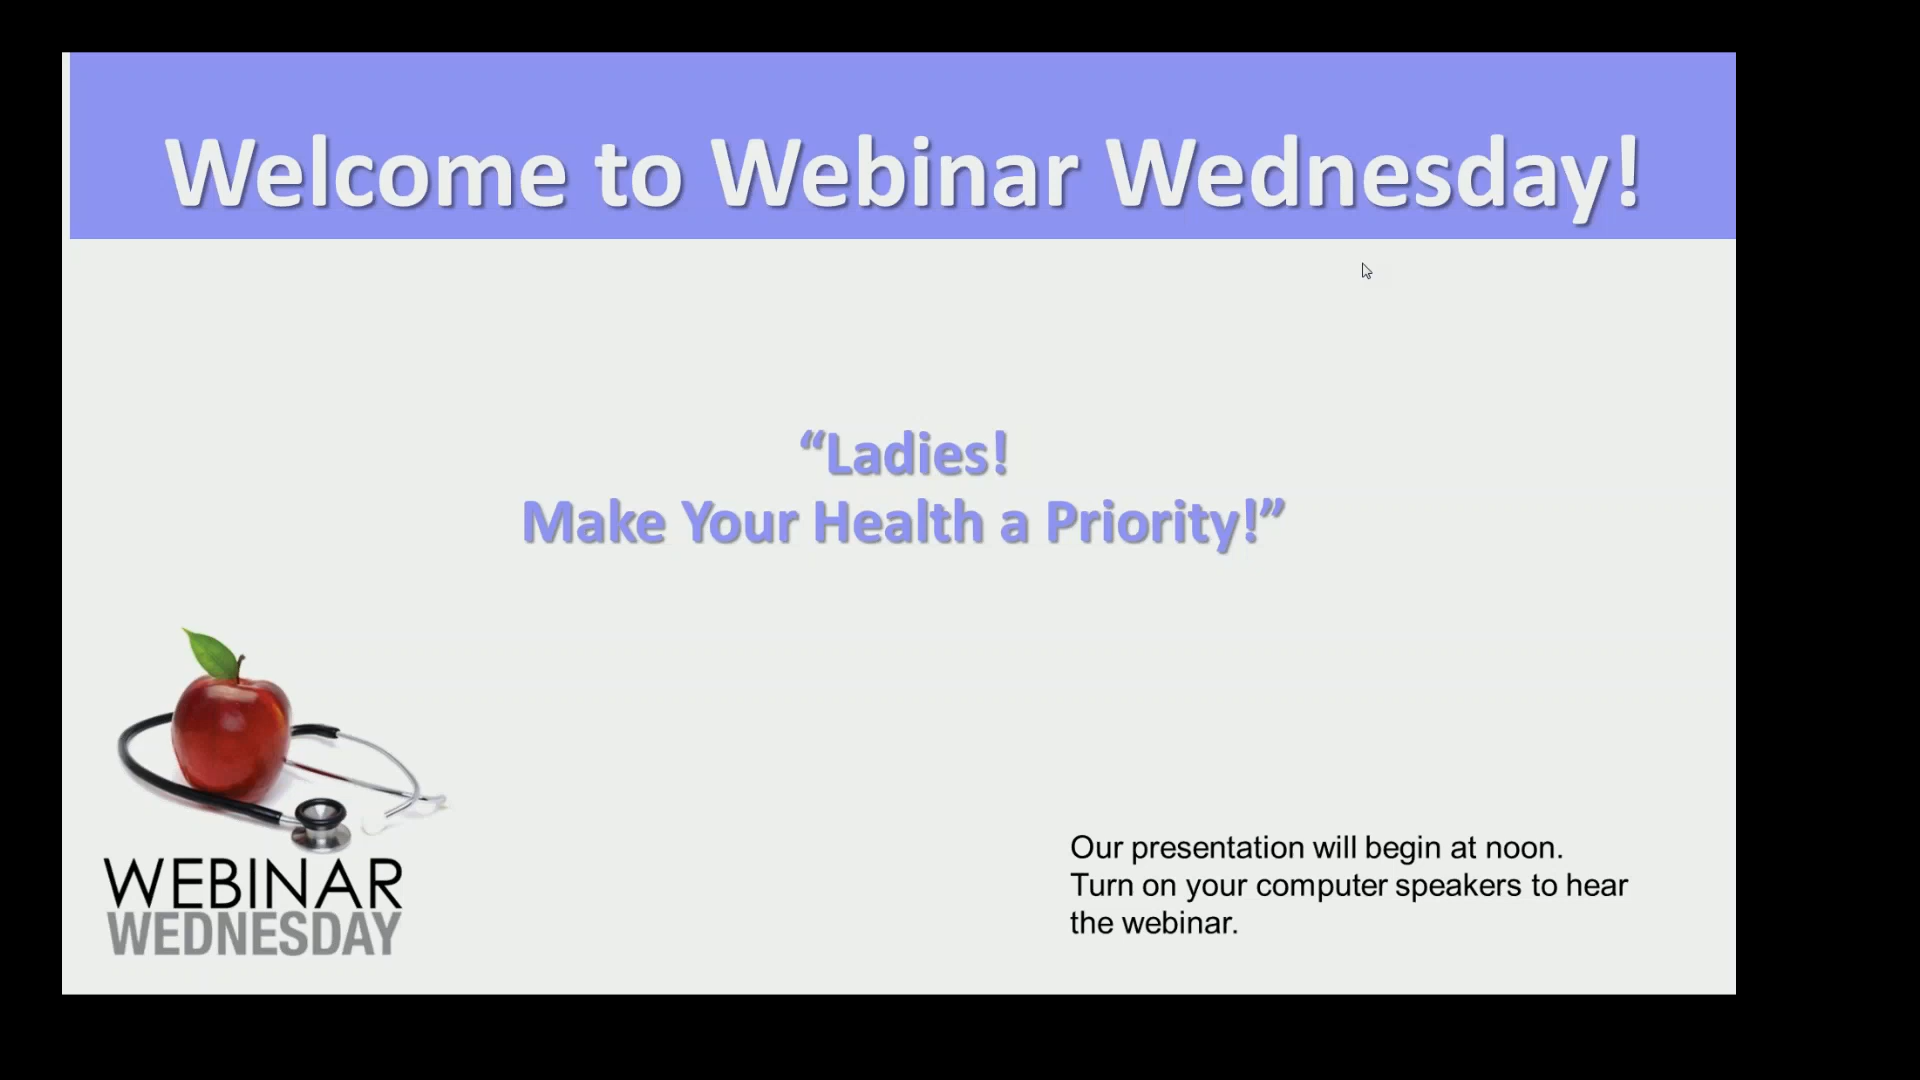 Welcome to Webinar Wednesday!
“Ladies!
Make Your Health a Priority!”
WEBINAR
WEDNESDAY
Our presentation will begin at noon.
Turn on your computer speakers to hear
the webinar.